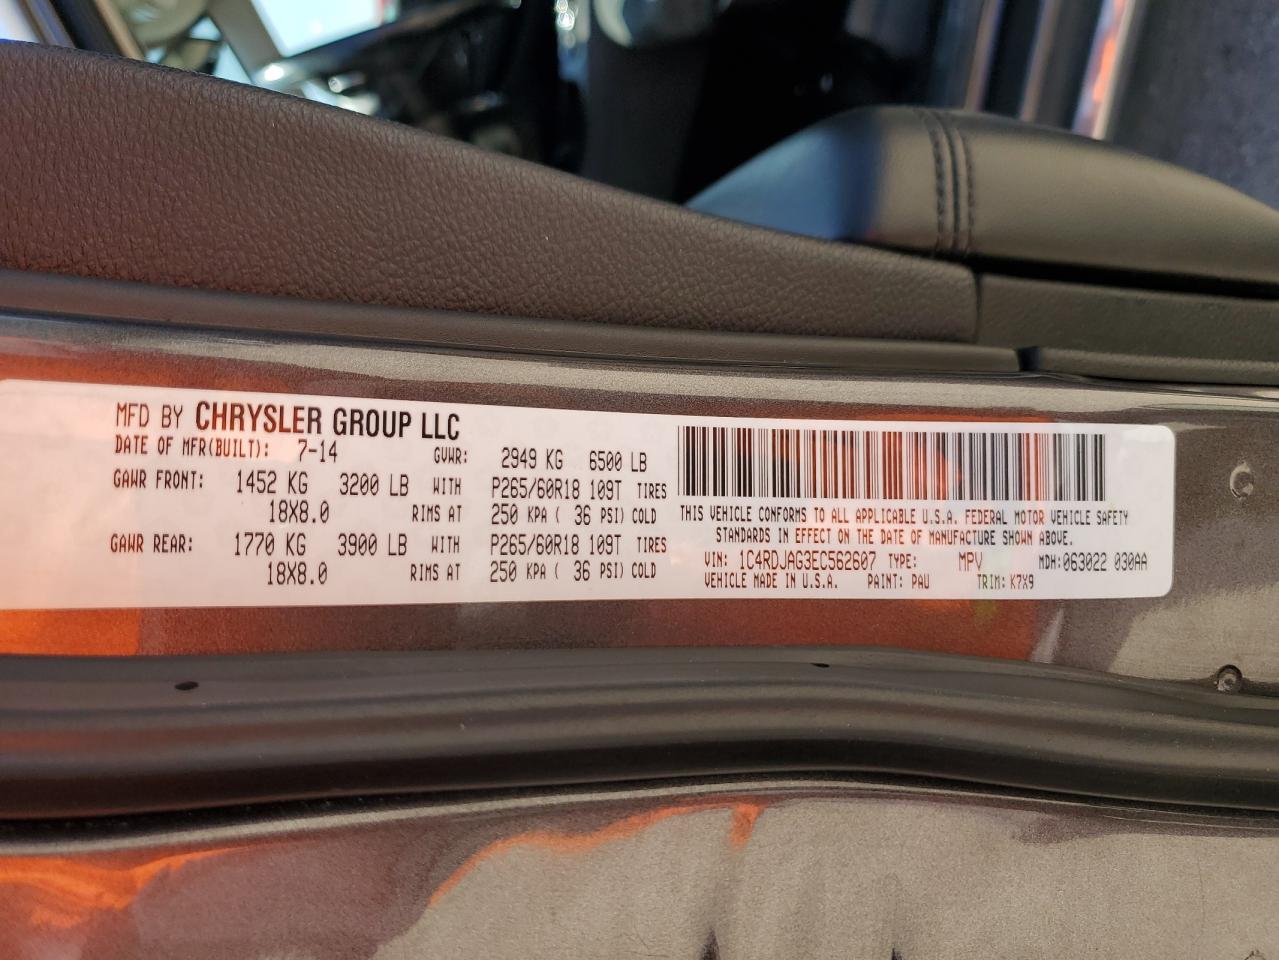 MFD BY CHRYSLER GROUP LLC
DATE OF MFR(BUILT): 7-14 GVWR: 2949 KG 6500 LB
GAWR FRONT: 1452 KG 3200 LB WITH P265/60R18 109T TIRES
18X8.0 RIMS AT 250 KPA ( 36 PSI) COLD
GAWR REAR: 1770 KG 3900 LB WITH P265/60R18 109T TIRES
18X8.0 RIMS AT 250 KPA ( 36 PSI) COLD
THIS VEHICLE CONFORMS TO ALL APPLICABLE U.S.A. FEDERAL MOTOR VEHICLE SAFETY
STANDARDS IN EFFECT ON THE DATE OF MANUFACTURE SHOWN ABOVE.
VIN: 1C4RDJAG3EC562607 TYPE: MPV MDH: 063022 030AA
VEHICLE MADE IN U.S.A. PAINT: PAU TRIM: K7X9